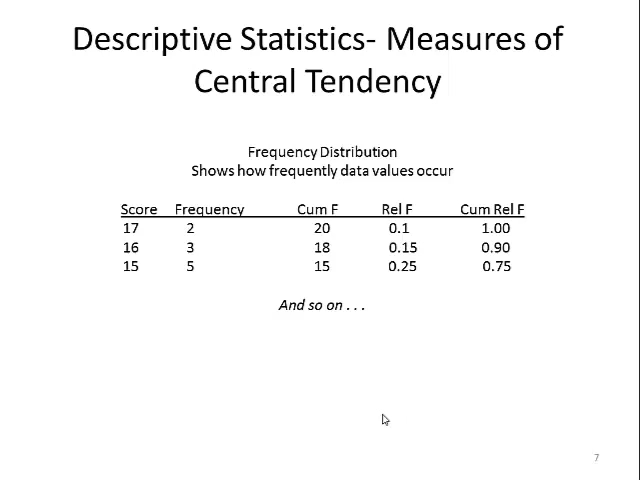 Descriptive Statistics- Measures of
Central Tendency
Frequency Distribution
Shows how frequently data values occur
Score Frequency Cum F Rel F Cum Rel F
17 2 20 0.1 1.00
16 3 18 0.15 0.90
15 5 15 0.25 0.75
And so on . . .
7